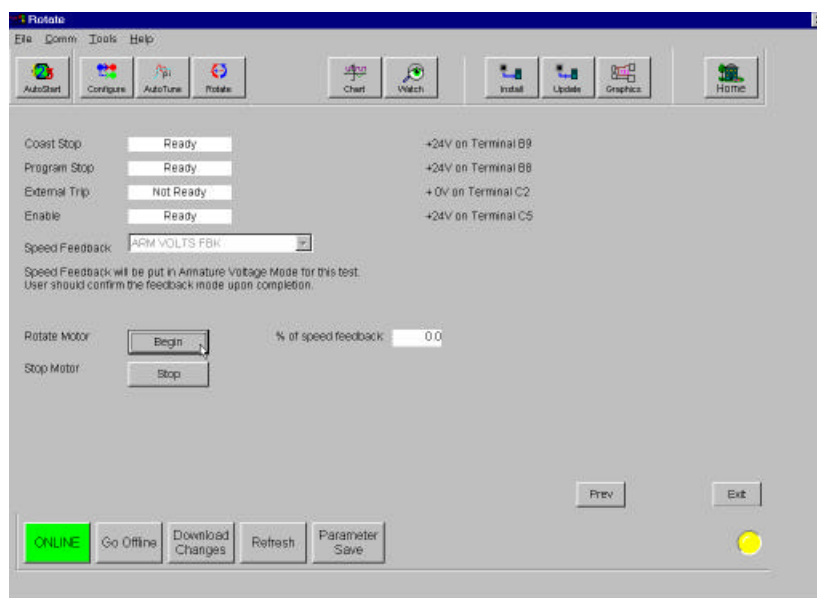 Rotate
File Comm Tools Help
AutoStart Configure AutoTune Rotate Chart Watch Install Update Graphics Home
Coast Stop Ready +24V on Terminal B9
Program Stop Ready +24V on Terminal B8
External Trip Not Ready +0V on Terminal C2
Enable Ready +24V on Terminal C5
Speed Feedback ARM VOLTS FBK
Speed Feedback will be put in Armature Voltage Mode for this test.
User should confirm the feedback mode upon completion.
Rotate Motor Begin % of speed feedback 0.0
Stop Motor Stop
Prev Exit
ONLINE Go Offline Download Changes Refresh Parameter Save